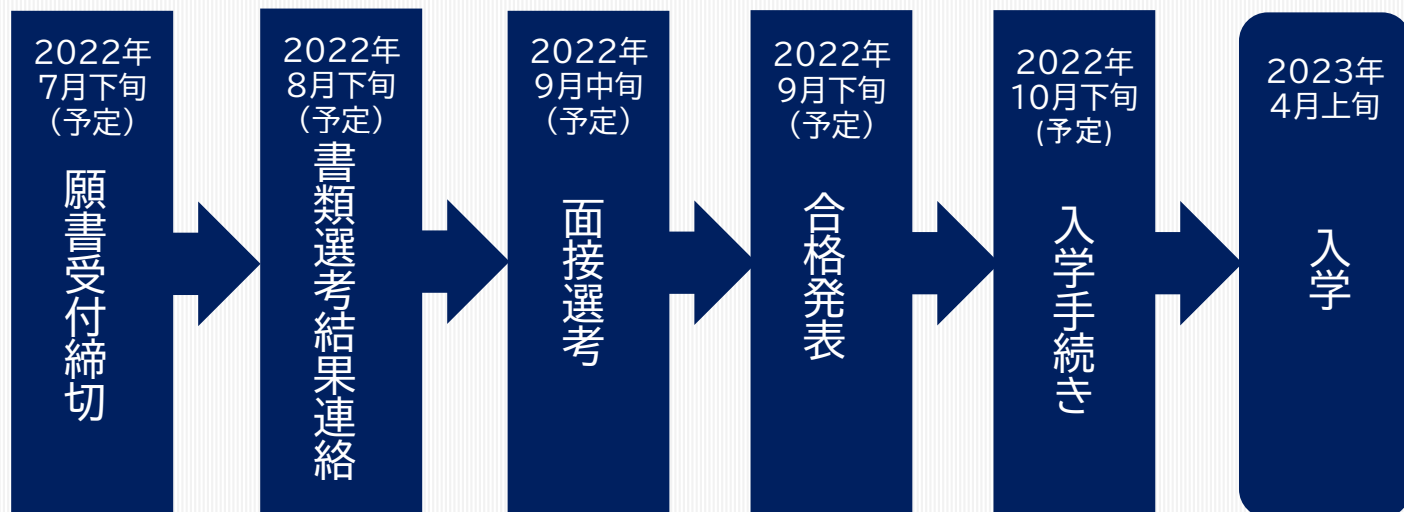 2022年
7月下旬
（予定）
願書受付締切
2022年
8月下旬
（予定）
書類選考結果連絡
2022年
9月中旬
（予定）
面接選考
2022年
9月下旬
（予定）
合格発表
2022年
10月下旬
(予定)
入学手続き
2023年
4月上旬
入学